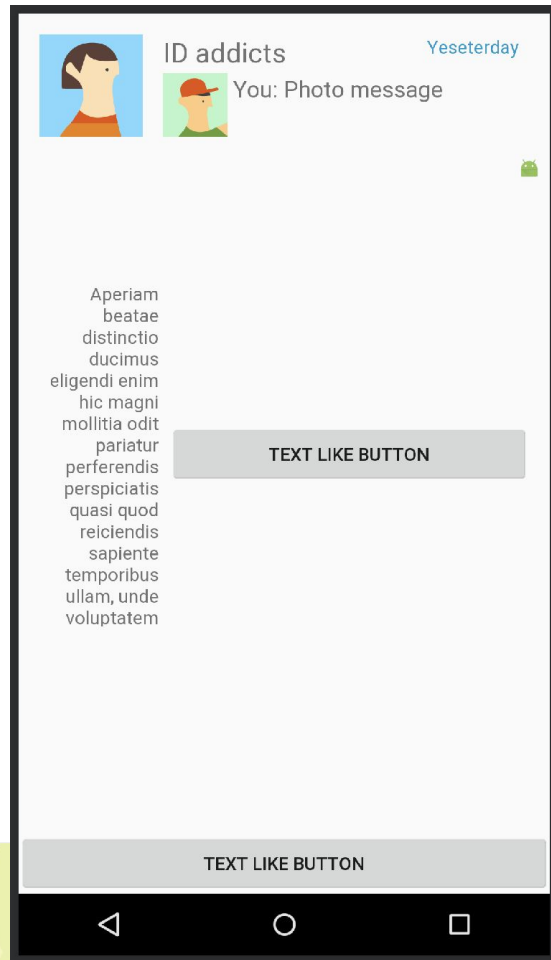 ID addicts
Yeseterday
You: Photo message
Aperiam
beatae
distinctio
ducimus
eligendi enim
hic magni
mollitia odit
pariatur
perferendis
perspiciatis
quasi quod
reiciendis
sapiente
temporibus
ullam, unde
voluptatem
TEXT LIKE BUTTON
TEXT LIKE BUTTON